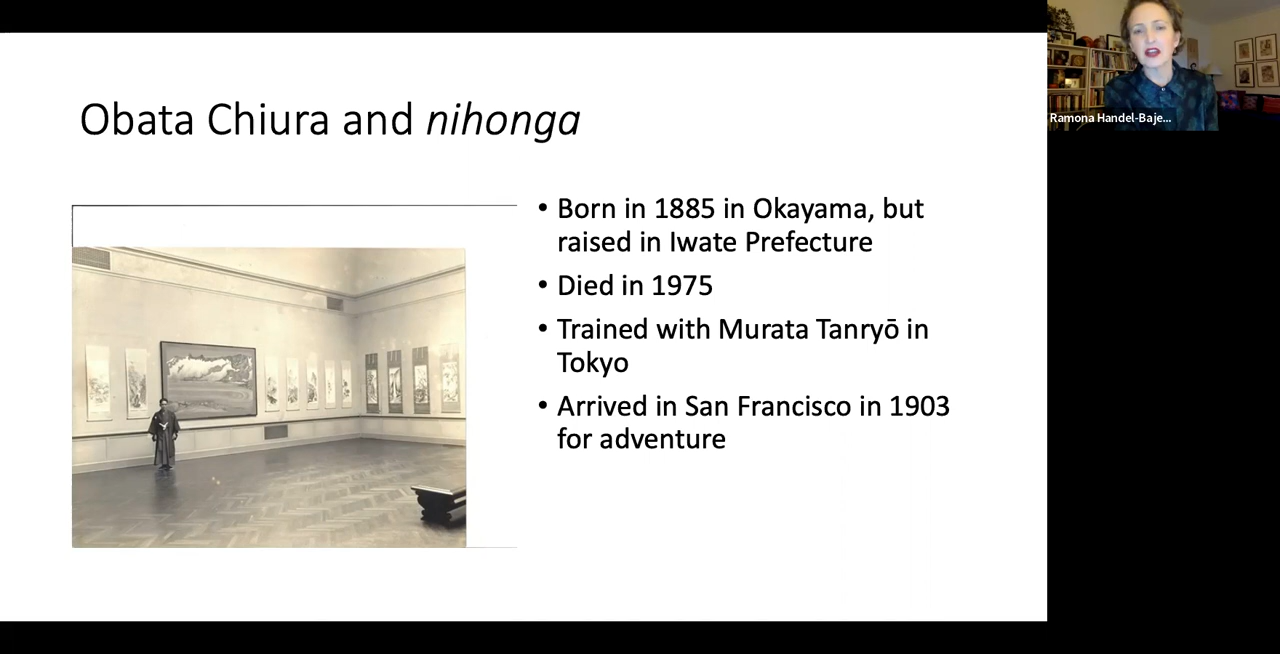 Obata Chiura and nihonga
• Born in 1885 in Okayama, but
raised in Iwate Prefecture
• Died in 1975
• Trained with Murata Tanryō in
Tokyo
• Arrived in San Francisco in 1903
for adventure
Ramona Handel-Baje...